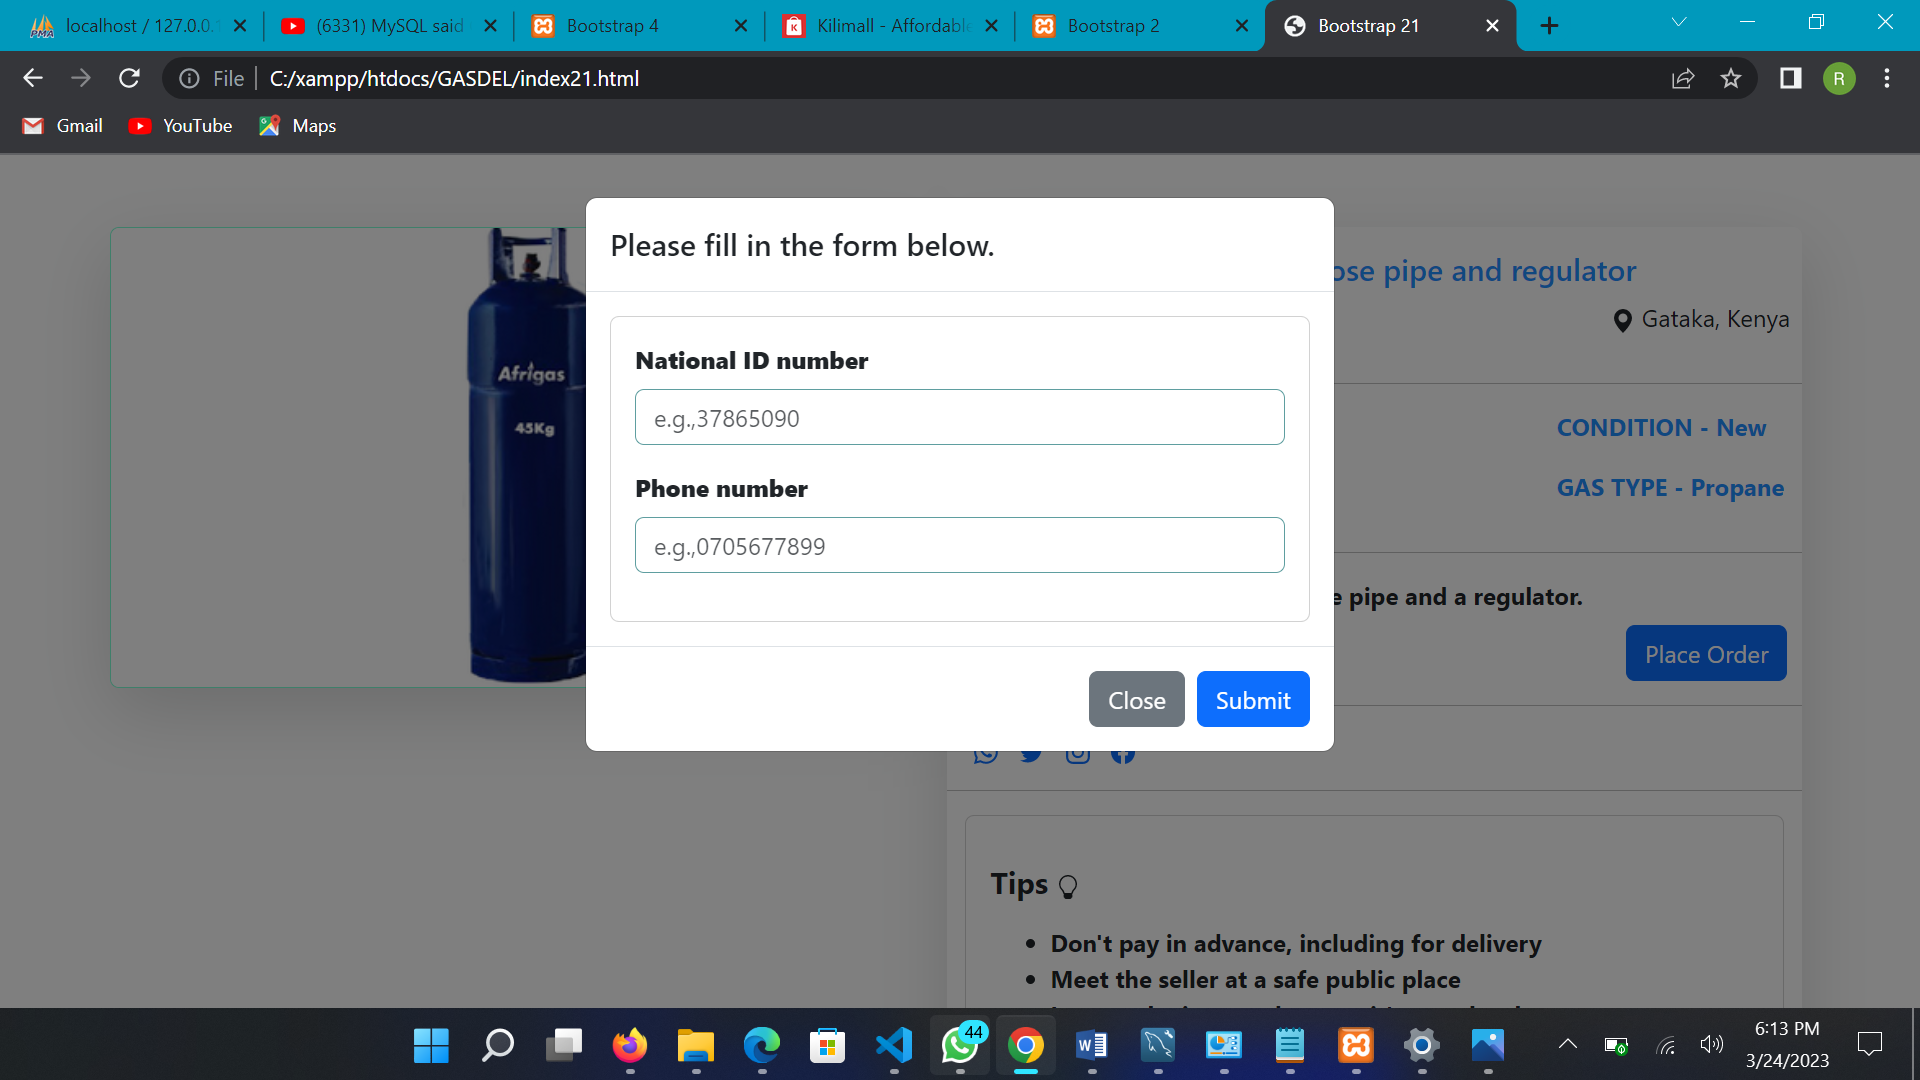 localhost / 127.0.0.1
(6331) MySQL said
Bootstrap 4
Kilimall - Affordable
Bootstrap 2
Bootstrap 21
File
C:/xampp/htdocs/GASDEL/index21.html
R
Gmail
YouTube
Maps
Please fill in the form below.
ose pipe and regulator
Gataka, Kenya
Afrigas
45Kg
National ID number
e.g.,37865090
CONDITION - New
Phone number
GAS TYPE - Propane
e.g.,0705677899
e pipe and a regulator.
Place Order
Close
Submit
Tips
Don't pay in advance, including for delivery
Meet the seller at a safe public place
44
6:13 PM
3/24/2023